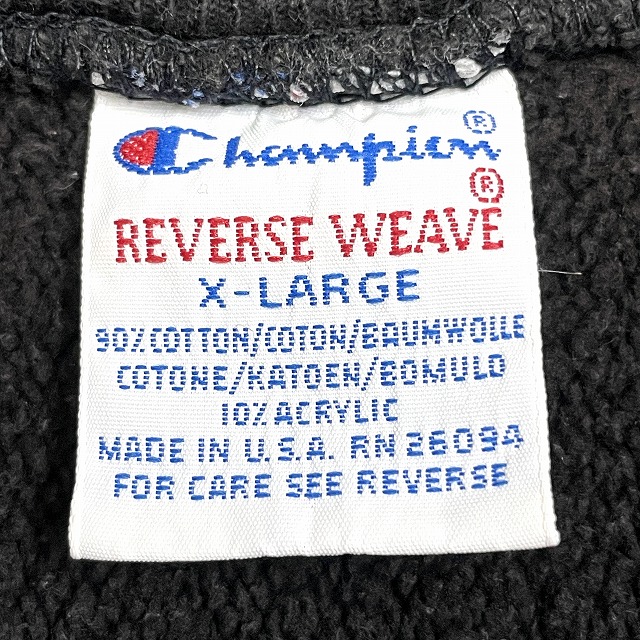 Champion®
REVERSE WEAVE®
X-LARGE
90%COTTON/COTON/BAUMWOLLE
COTONE/KATOEN/BOMULO
10% ACRYLIC
MADE IN U.S.A. RN 26094
FOR CARE SEE REVERSE